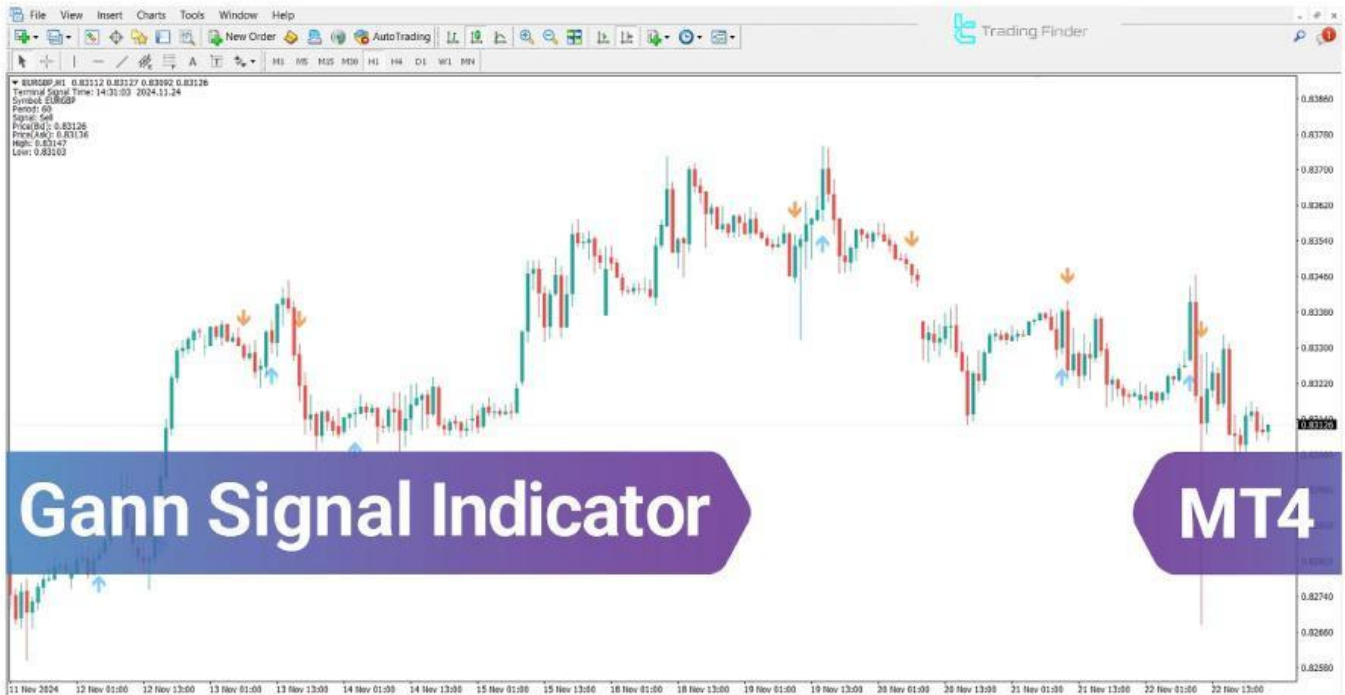 File View Insert Charts Tools Window Help
New Order AutoTrading
Trading Finder
A T M1 M5 M15 M30 H1 H4 D1 W1 MN
EURGBP,H1 0.83112 0.83127 0.83092 0.83126
Terminal Signal Time: 14:31:03 2024.11.24
Symbol: EURGBP
Period: 60
Signal: Sell
Price(Bid): 0.83126
Price(Ask): 0.83136
High: 0.83147
Low: 0.83103
0.83860
0.83780
0.83700
0.83620
0.83540
0.83460
0.83380
0.83300
0.83220
0.83140
0.83126
Gann Signal Indicator
MT4
0.82740
0.82660
0.82580
11 Nov 2024 12 Nov 01:00 12 Nov 13:00 13 Nov 01:00 13 Nov 13:00 14 Nov 01:00 14 Nov 13:00 15 Nov 01:00 15 Nov 13:00 18 Nov 01:00 18 Nov 13:00 19 Nov 01:00 19 Nov 13:00 20 Nov 01:00 20 Nov 13:00 21 Nov 01:00 21 Nov 13:00 22 Nov 01:00 22 Nov 13:00